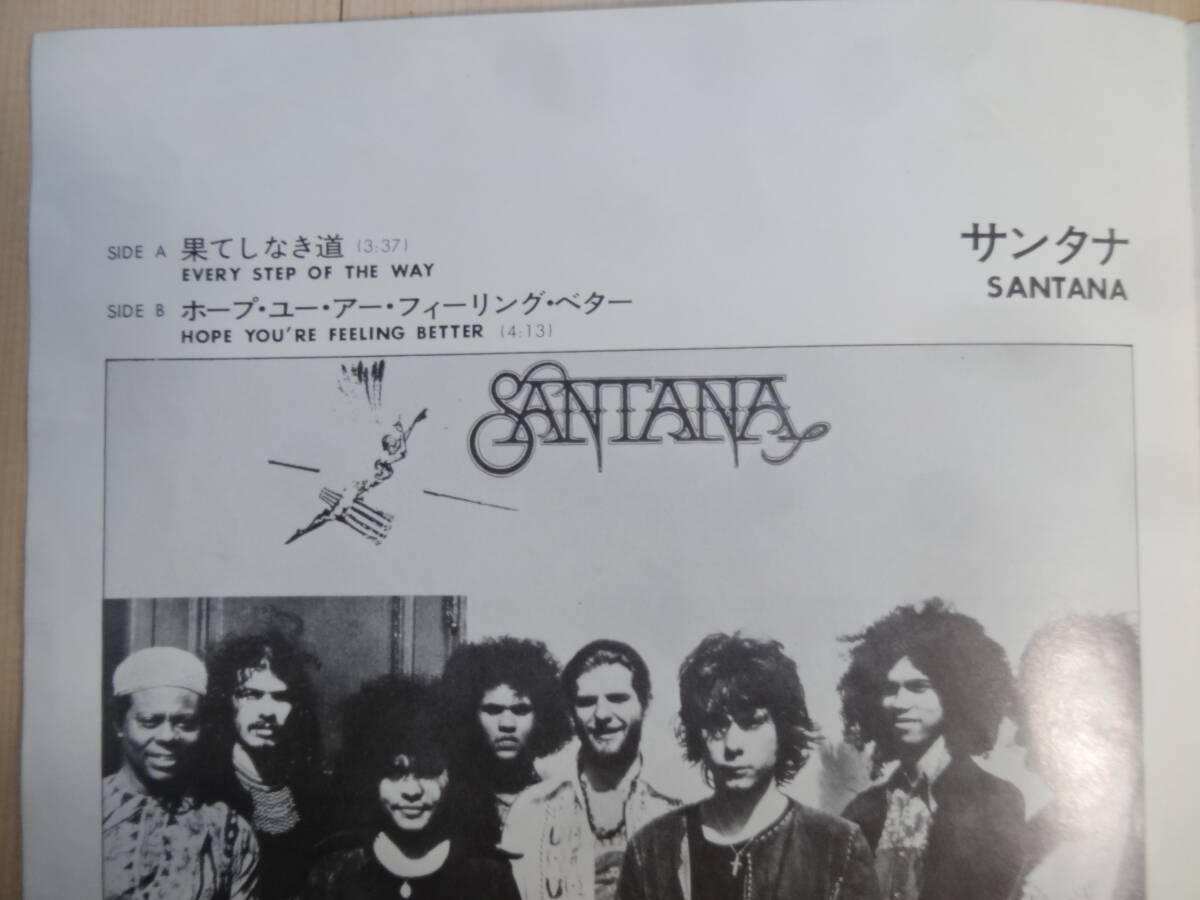 SIDE A 果てしなき道 (3:37)
EVERY STEP OF THE WAY
SIDE B ホープ・ユー・アー・フィーリング・ベター
HOPE YOU'RE FEELING BETTER (4:13)
サンタナ
SANTANA
SANTANA